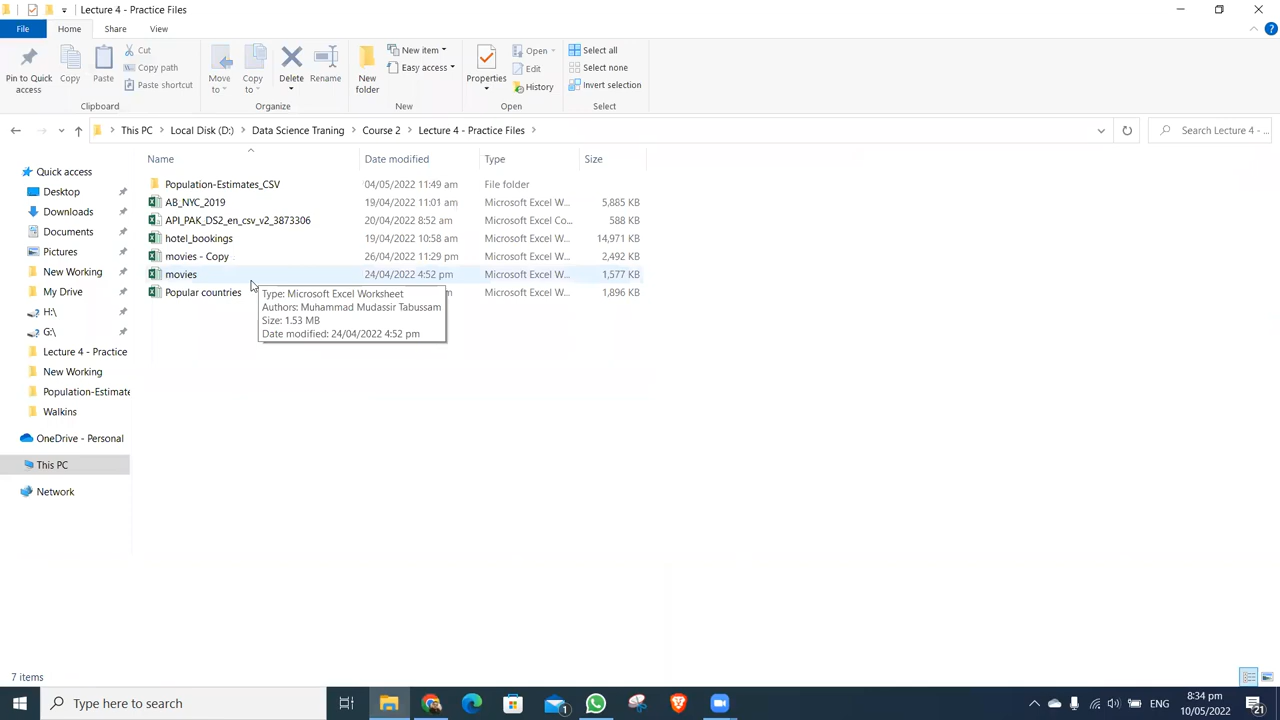 Lecture 4 - Practice Files
File
Home
Share
View
Pin to Quick access
Copy
Paste
Cut
Copy path
Paste shortcut
Clipboard
Move to
Copy to
Delete
Rename
Organize
New folder
New item
Easy access
New
Properties
Open
Edit
History
Open
Select all
Select none
Invert selection
Select
This PC
Local Disk (D:)
Data Science Traning
Course 2
Lecture 4 - Practice Files
Search Lecture 4 - ...
Name
Date modified
Type
Size
Quick access
Desktop
Downloads
Documents
Pictures
New Working
My Drive
H:\
G:\
Lecture 4 - Practice
New Working
Population-Estimate
Walkins
OneDrive - Personal
This PC
Network
Population-Estimates_CSV 04/05/2022 11:49 am File folder
AB_NYC_2019 19/04/2022 11:01 am Microsoft Excel W... 5,885 KB
API_PAK_DS2_en_csv_v2_3873306 20/04/2022 8:52 am Microsoft Excel Co... 588 KB
hotel_bookings 19/04/2022 10:58 am Microsoft Excel W... 14,971 KB
movies - Copy 26/04/2022 11:29 pm Microsoft Excel W... 2,492 KB
movies 24/04/2022 4:52 pm Microsoft Excel W... 1,577 KB
Popular countries Microsoft Excel W... 1,896 KB
Type: Microsoft Excel Worksheet
Authors: Muhammad Mudassir Tabussam
Size: 1.53 MB
Date modified: 24/04/2022 4:52 pm
7 items
Type here to search
1
ENG
8:34 pm
10/05/2022
21